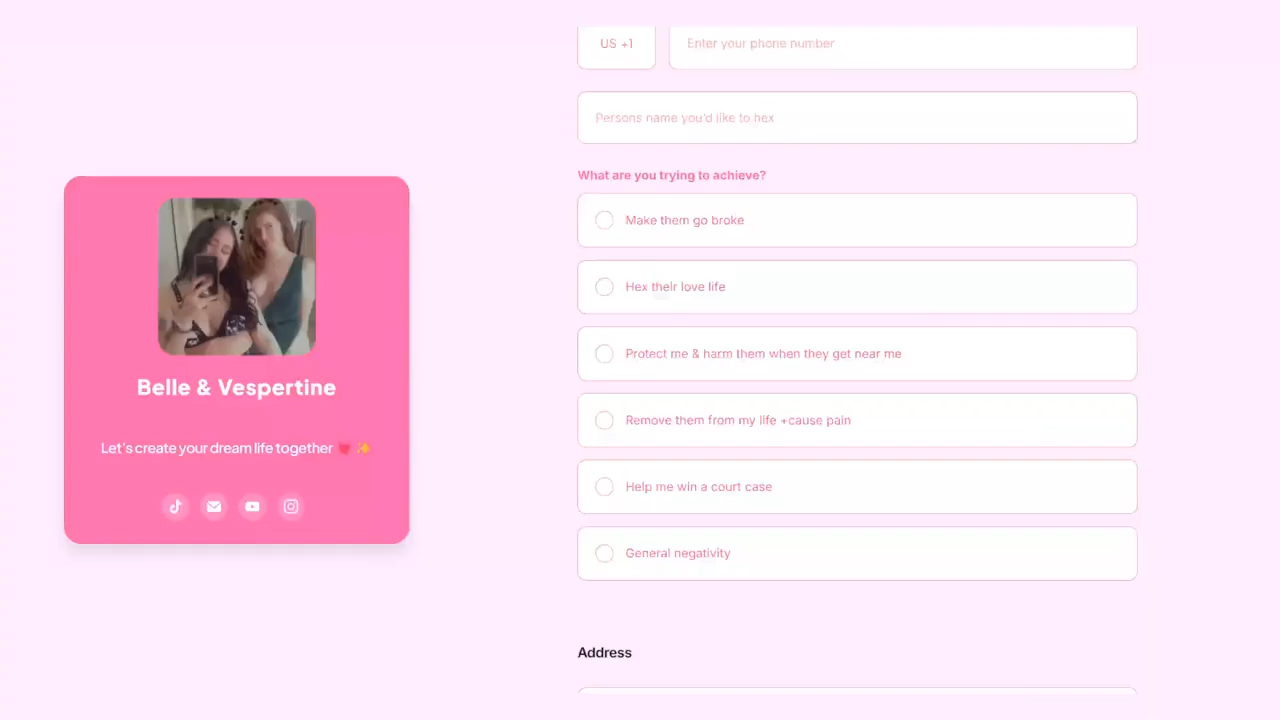 US +1
Enter your phone number
Persons name you'd like to hex
What are you trying to achieve?
Make them go broke
Hex their love life
Protect me & harm them when they get near me
Remove them from my life +cause pain
Help me win a court case
General negativity
Address
Belle & Vespertine
Let's create your dream life together